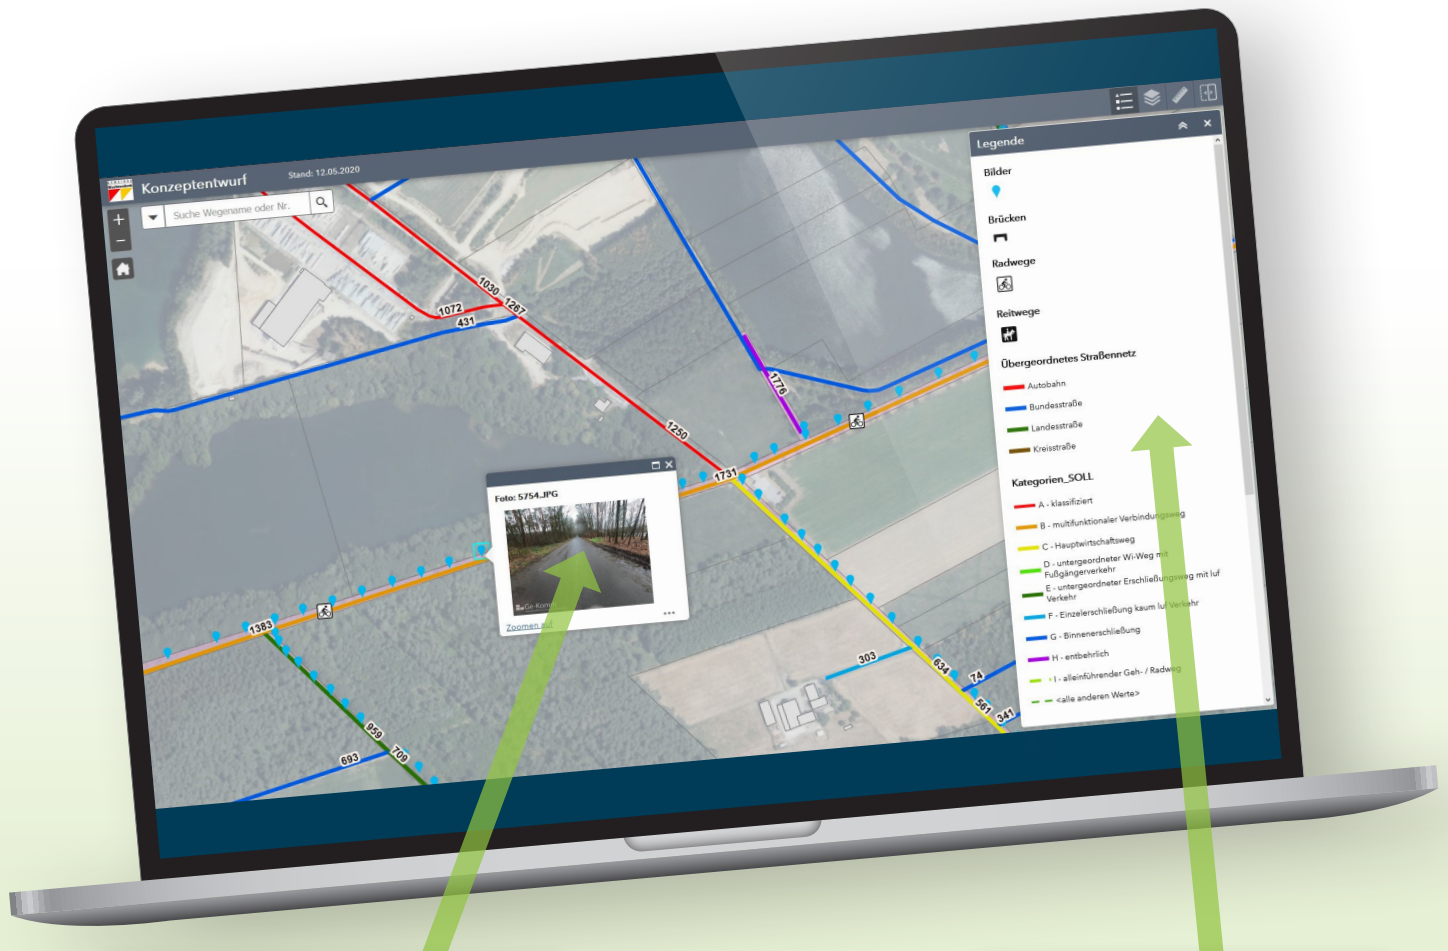 Konzeptentwurf
Stand: 12.05.2020
Suche Wegename oder Nr.
+
−
1072
431
1030
1267
1250
1776
1731
1383
959
709
693
303
634
74
561
341
Foto: 5754.JPG
Zoomen auf
Legende
Bilder
Brücken
Radwege
Reitwege
Übergeordnetes Straßennetz
Autobahn
Bundesstraße
Landesstraße
Kreisstraße
Kategorien_SOLL
A - klassifiziert
B - multifunktionaler Verbindungsweg
C - Hauptwirtschaftsweg
D - untergeordneter Wi-Weg mit
Fußgängerverkehr
E - untergeordneter Erschließungsweg mit luf
Verkehr
F - Einzelerschließung kaum luf Verkehr
G - Binnenerschließung
H - entbehrlich
I - alleinführender Geh- / Radweg
<alle anderen Werte>